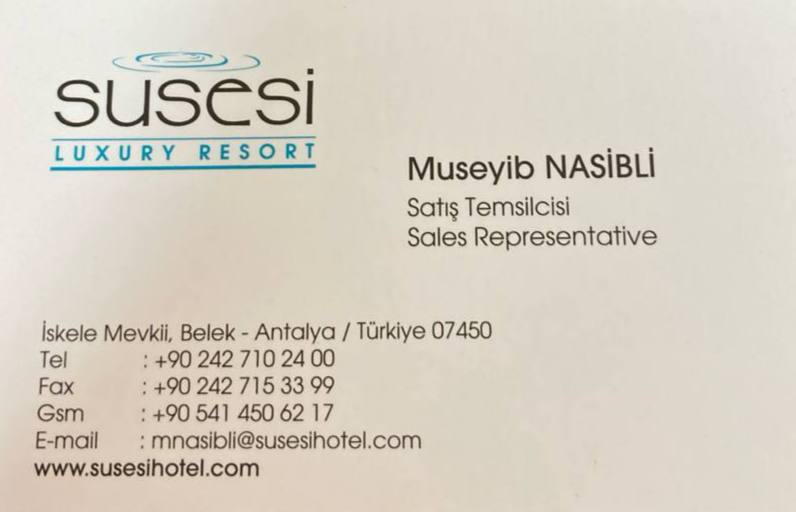 susesi
LUXURY RESORT
Museyib NASİBLİ
Satış Temsilcisi
Sales Representative
İskele Mevkii, Belek - Antalya / Türkiye 07450
Tel : +90 242 710 24 00
Fax : +90 242 715 33 99
Gsm : +90 541 450 62 17
E-mail : mnasibli@susesihotel.com
www.susesihotel.com